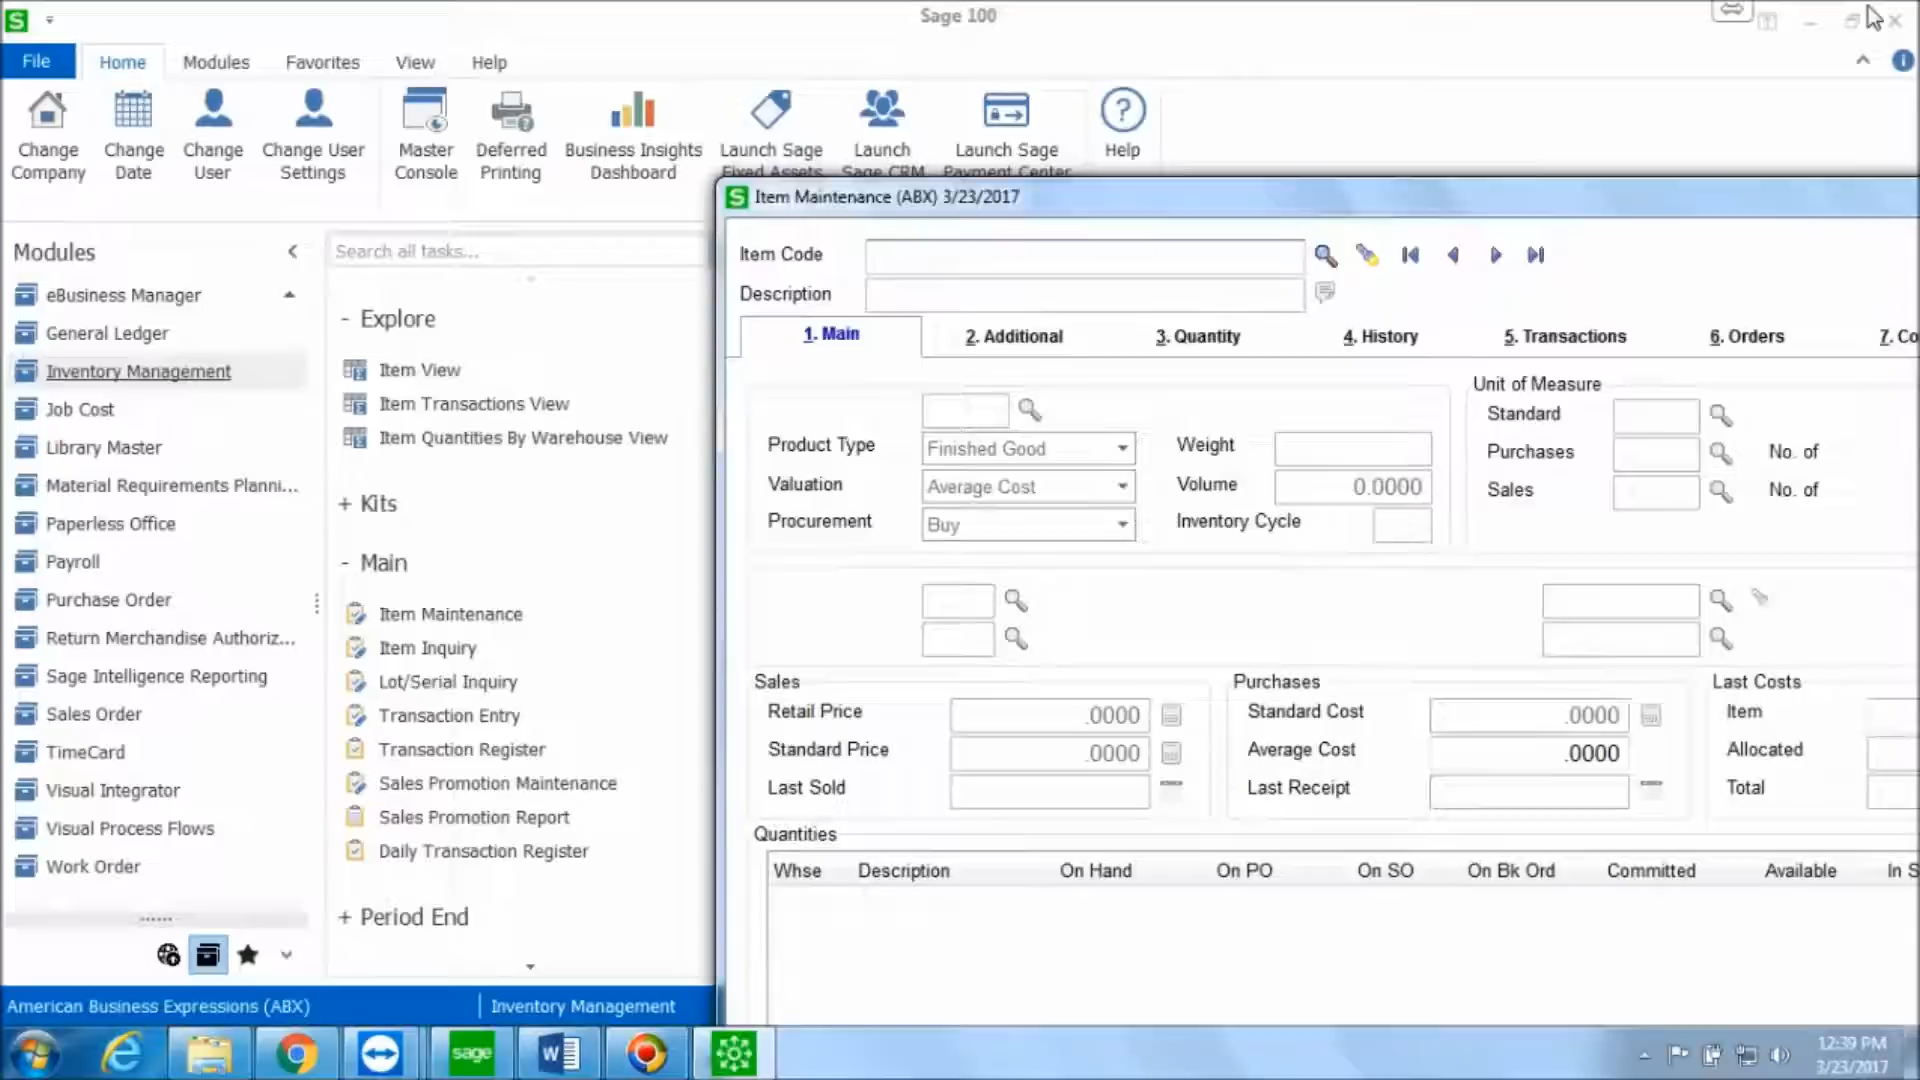 Sage 100
File
Home
Modules
Favorites
View
Help
Change Company
Change Date
Change User
Change User Settings
Master Console
Deferred Printing
Business Insights Dashboard
Launch Sage Fixed Assets
Launch Sage CRM
Launch Sage Payment Center
Help
Modules
eBusiness Manager
General Ledger
Inventory Management
Job Cost
Library Master
Material Requirements Planni...
Paperless Office
Payroll
Purchase Order
Return Merchandise Authoriz...
Sage Intelligence Reporting
Sales Order
TimeCard
Visual Integrator
Visual Process Flows
Work Order
Search all tasks...
- Explore
Item View
Item Transactions View
Item Quantities By Warehouse View
+ Kits
- Main
Item Maintenance
Item Inquiry
Lot/Serial Inquiry
Transaction Entry
Transaction Register
Sales Promotion Maintenance
Sales Promotion Report
Daily Transaction Register
+ Period End
Item Maintenance (ABX) 3/23/2017
Item Code
Description
1. Main
2. Additional
3. Quantity
4. History
5. Transactions
6. Orders
7. Co
Product Type
Finished Good
Valuation
Average Cost
Procurement
Buy
Weight
Volume
0.0000
Inventory Cycle
Unit of Measure
Standard
Purchases
No. of
Sales
No. of
Sales
Retail Price
.0000
Standard Price
.0000
Last Sold
Purchases
Standard Cost
.0000
Average Cost
.0000
Last Receipt
Last Costs
Item
Allocated
Total
Quantities
Whse Description On Hand On PO On SO On Bk Ord Committed Available In S
American Business Expressions (ABX)
Inventory Management
sage
12:39 PM
3/23/2017